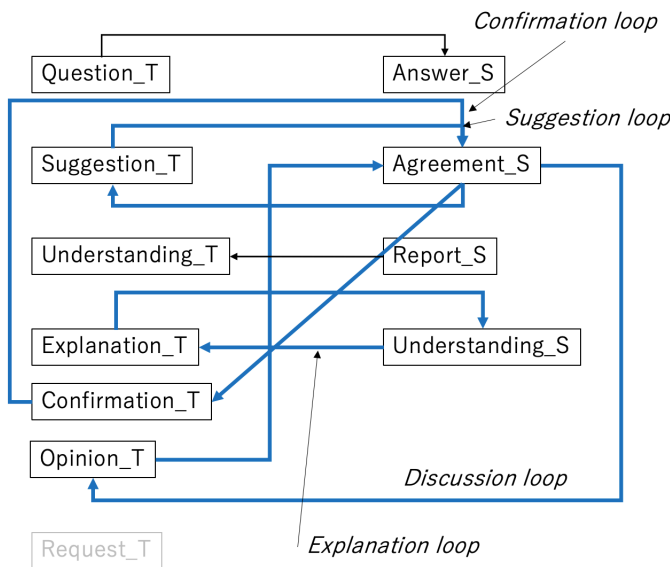 Confirmation loop
Question_T
Answer_S
Suggestion loop
Suggestion_T
Agreement_S
Understanding_T
Report_S
Explanation_T
Understanding_S
Confirmation_T
Opinion_T
Discussion loop
Request_T
Explanation loop